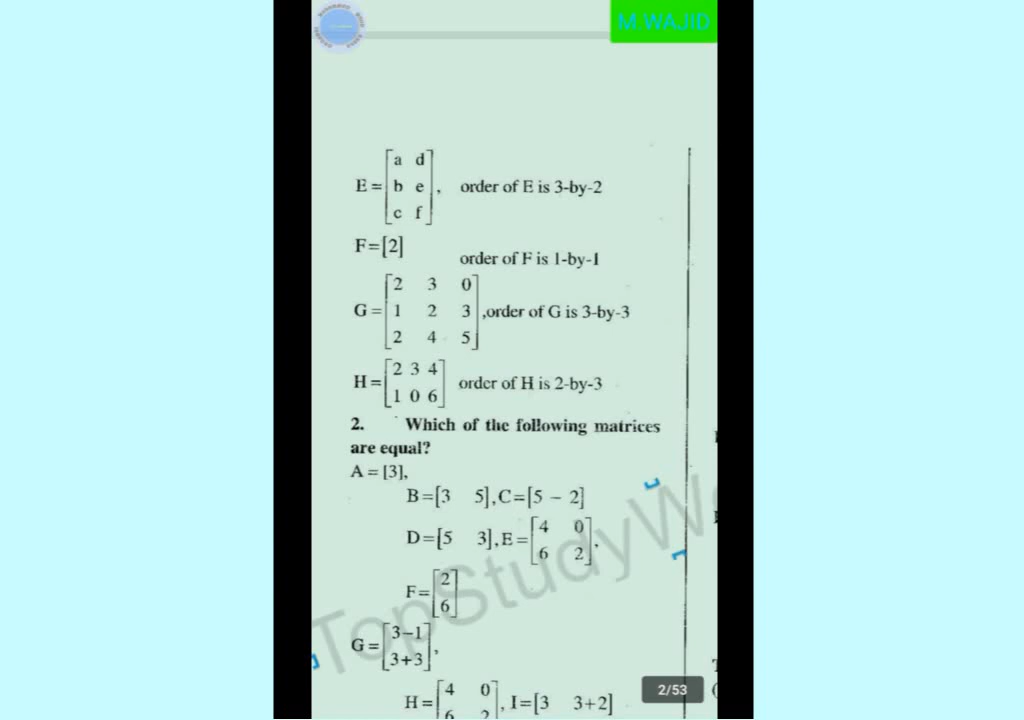 M.WAJID
E = [a d
b e
c f], order of E is 3-by-2
F=[2] order of F is 1-by-1
G = [2 3 0
1 2 3
2 4 5] ,order of G is 3-by-3
H = [2 3 4
1 0 6] order of H is 2-by-3
2. Which of the following matrices
are equal?
A = [3],
B=[3 5],C=[5 − 2]
D=[5 3],E=[4 0
6 2],
F=[2
6]
G=[3−1
3+3],
H=[4 0
6 2], I=[3 3+2]
2/53
TopStudyW